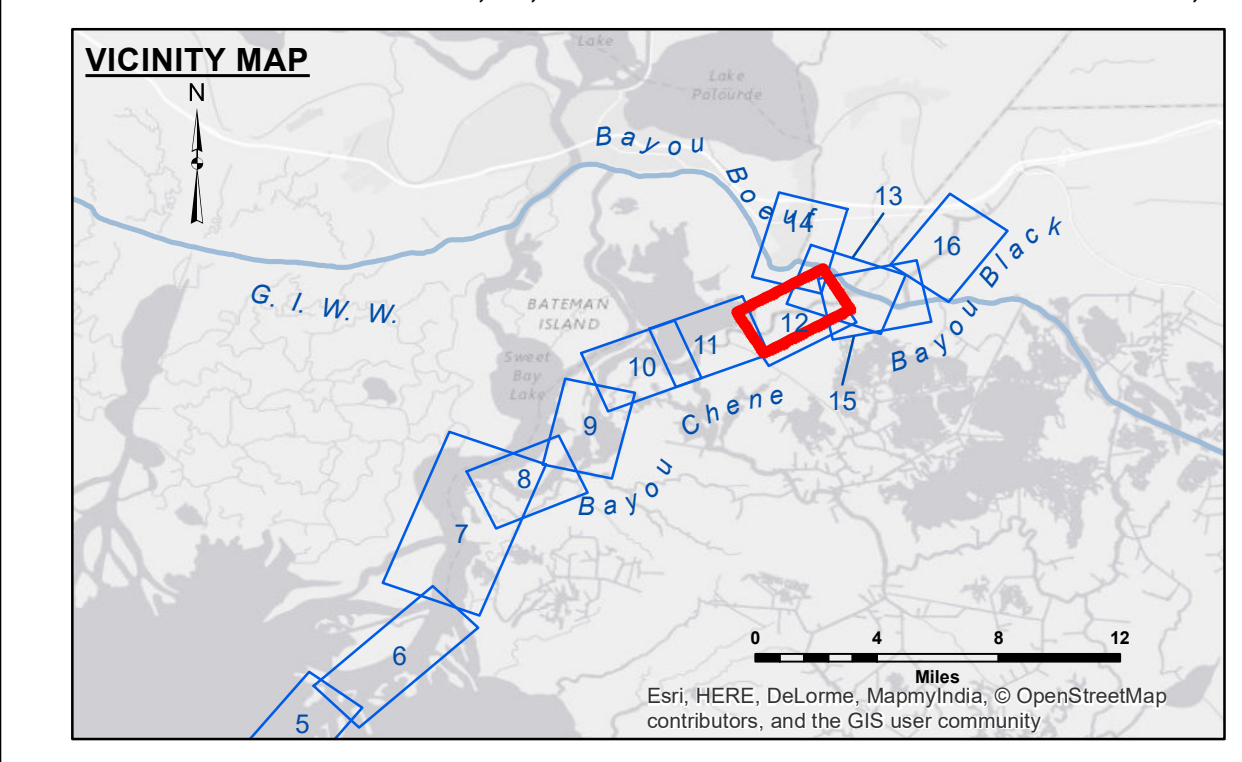 VICINITY MAP
N
Lake
Lake
Palourde
Bayou Boeuf
13
14
16
Bayou Black
G. I. W. W.
BATEMAN
ISLAND
12
11
10
Sweet
Bay
Lake
15
Bayou Chene
9
8
7
6
5
0 4 8 12
Miles
Esri, HERE, DeLorme, MapmyIndia, © OpenStreetMap
contributors, and the GIS user community